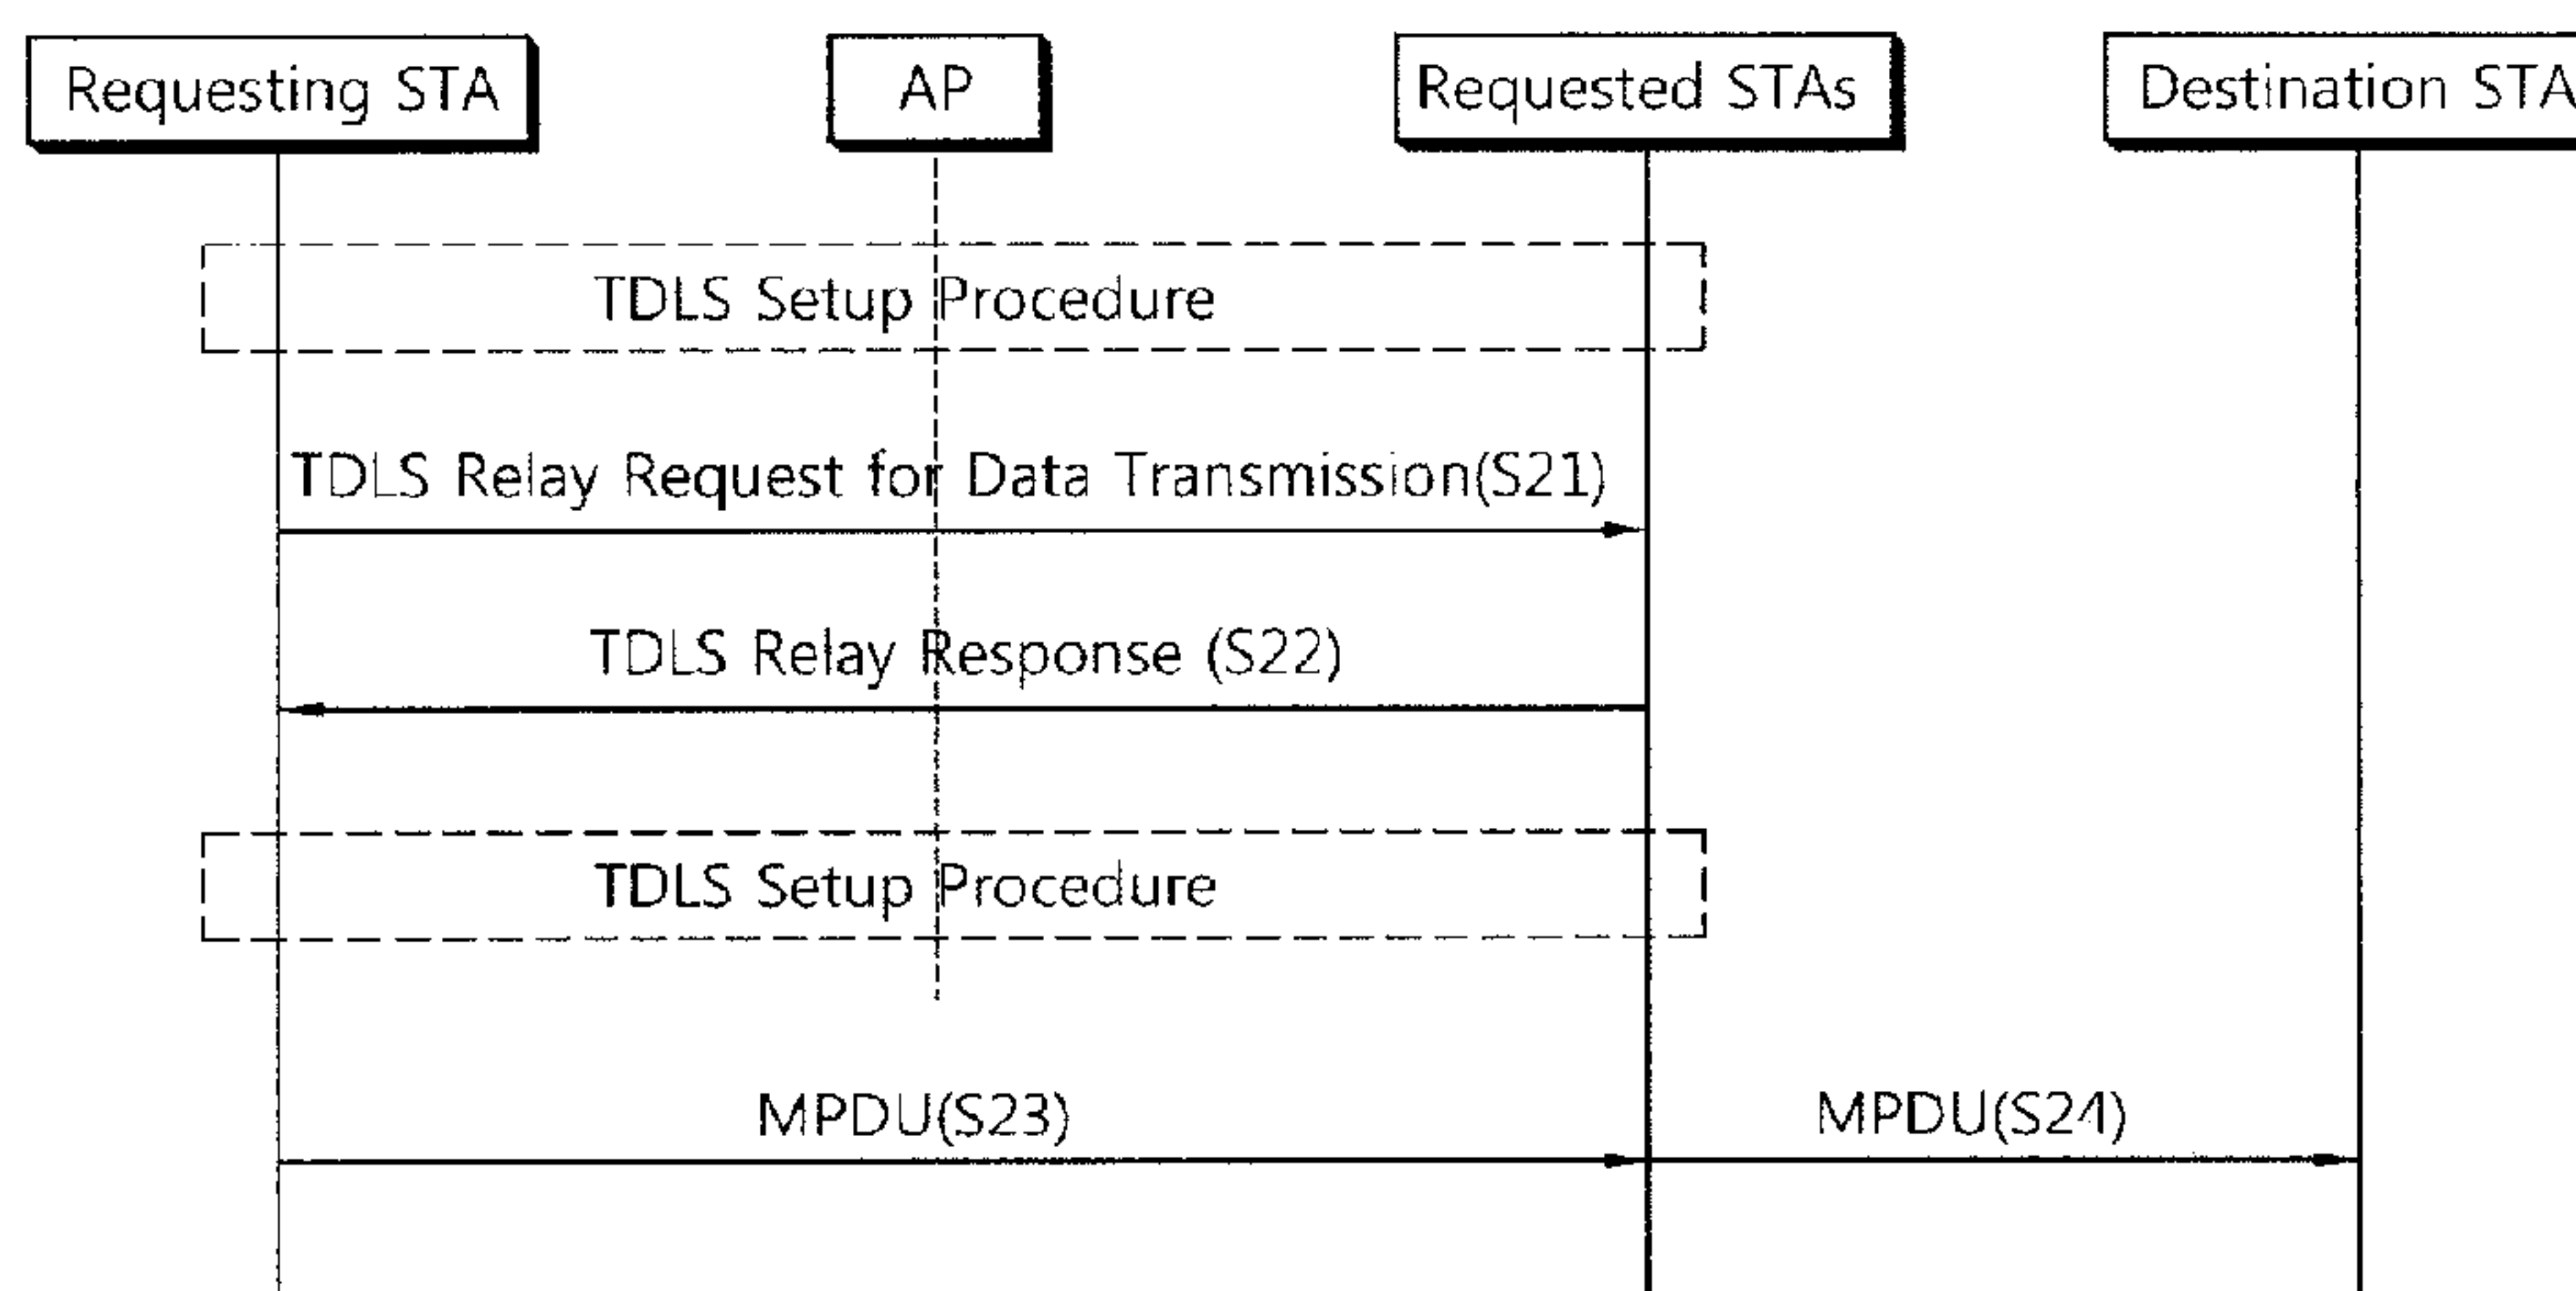 Requesting STA
AP
Requested STAs
Destination STA
TDLS Setup Procedure
TDLS Relay Request for Data Transmission(S21)
TDLS Relay Response (S22)
TDLS Setup Procedure
MPDU(S23)
MPDU(S24)